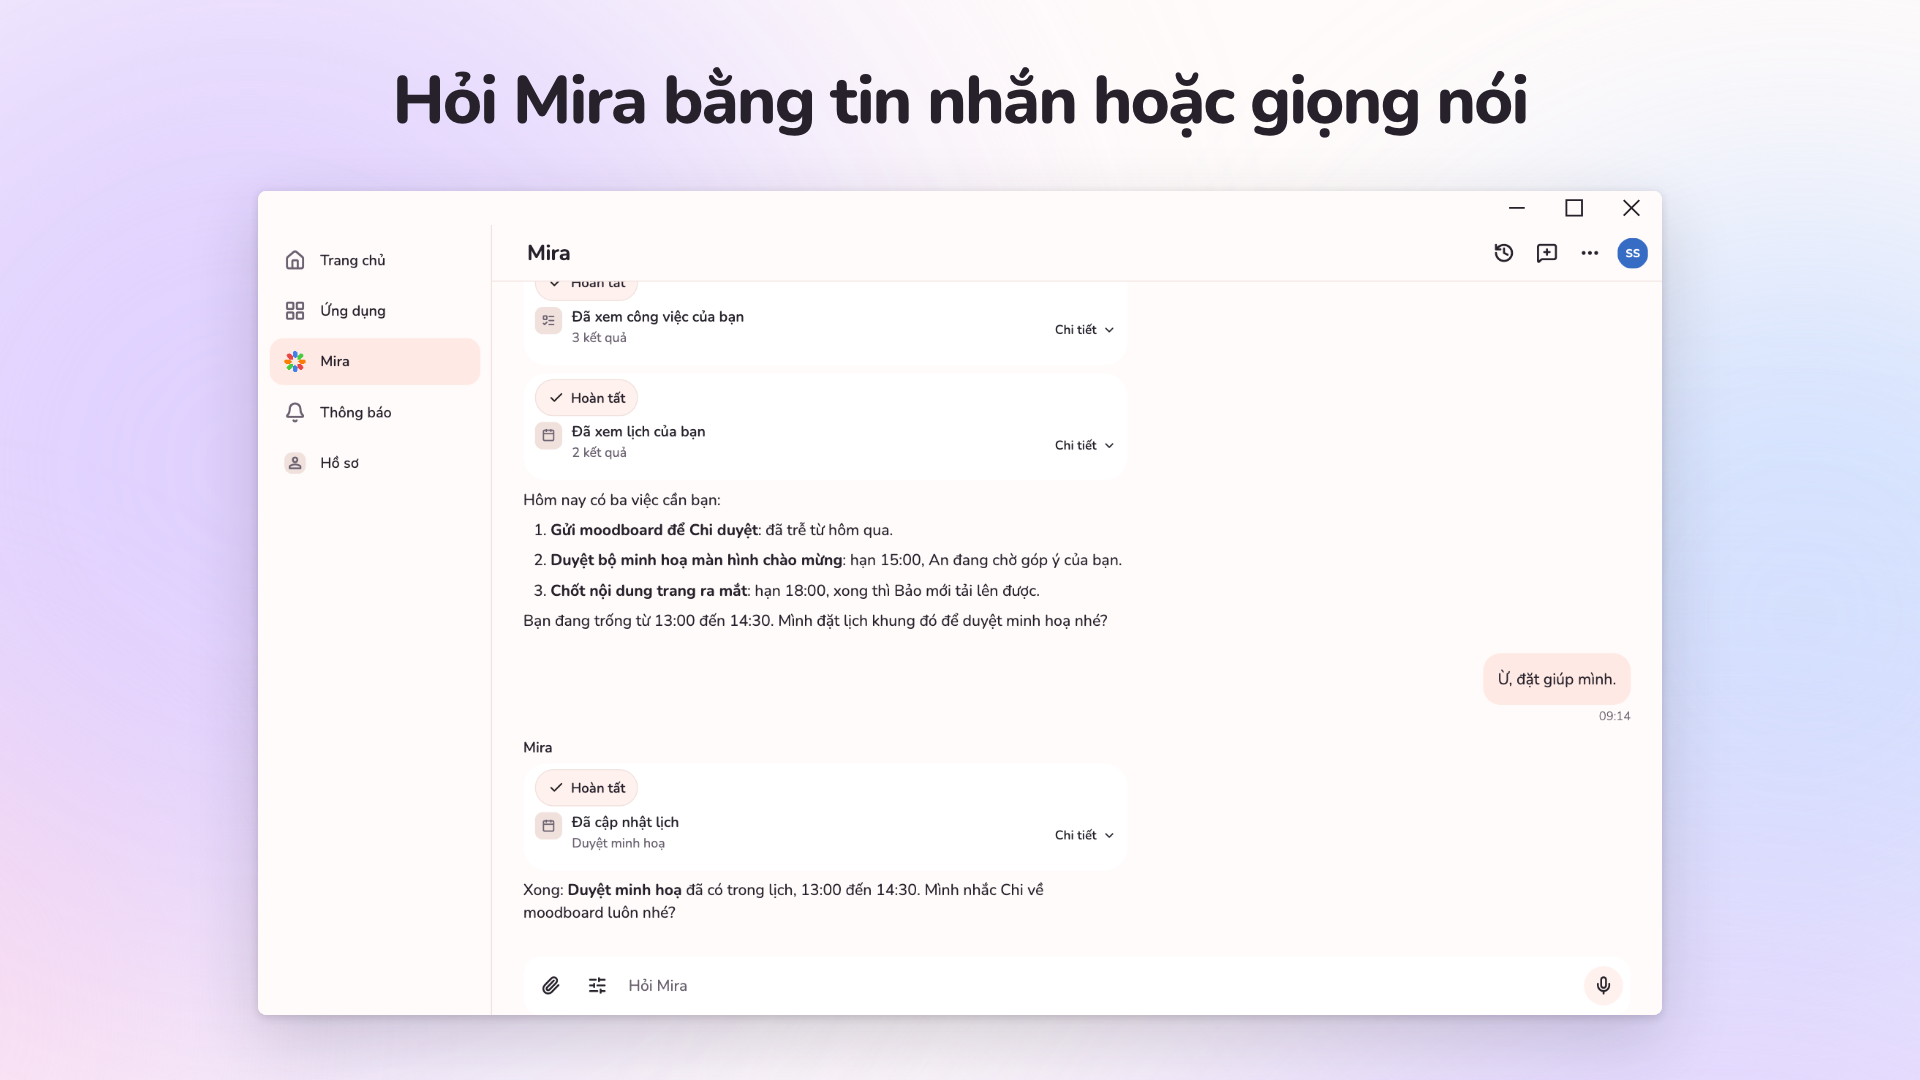 Hỏi Mira bằng tin nhắn hoặc giọng nói
Trang chủ
Ứng dụng
Mira
Thông báo
Hồ sơ
Mira
SS
Hoàn tất
Đã xem công việc của bạn
3 kết quả
Chi tiết
Hoàn tất
Đã xem lịch của bạn
2 kết quả
Chi tiết
Hôm nay có ba việc cần bạn:
1. Gửi moodboard để Chi duyệt: đã trễ từ hôm qua.
2. Duyệt bộ minh hoạ màn hình chào mừng: hạn 15:00, An đang chờ góp ý của bạn.
3. Chốt nội dung trang ra mắt: hạn 18:00, xong thì Bảo mới tải lên được.
Bạn đang trống từ 13:00 đến 14:30. Mình đặt lịch khung đó để duyệt minh hoạ nhé?
Ừ, đặt giúp mình.
09:14
Mira
Hoàn tất
Đã cập nhật lịch
Duyệt minh hoạ
Chi tiết
Xong: Duyệt minh hoạ đã có trong lịch, 13:00 đến 14:30. Mình nhắc Chi về
moodboard luôn nhé?
Hỏi Mira